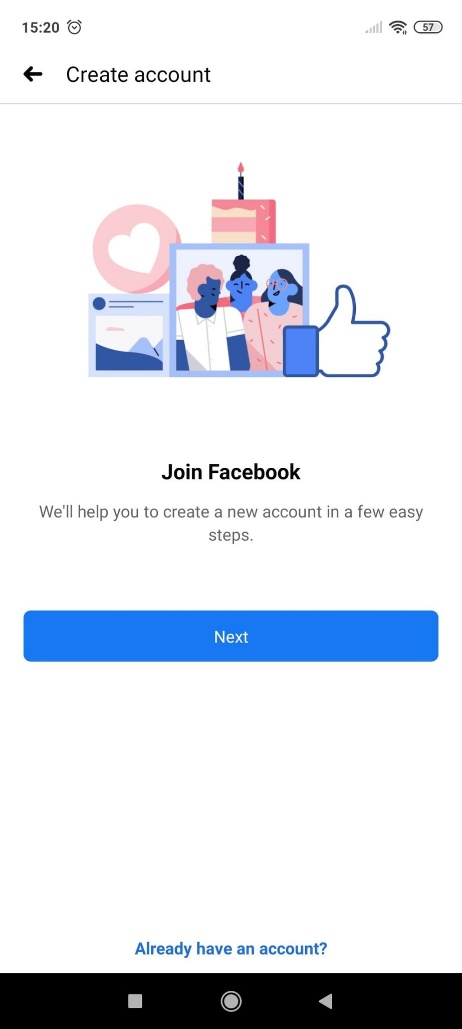 15:20
57
Create account
Join Facebook
We'll help you to create a new account in a few easy
steps.
Next
Already have an account?